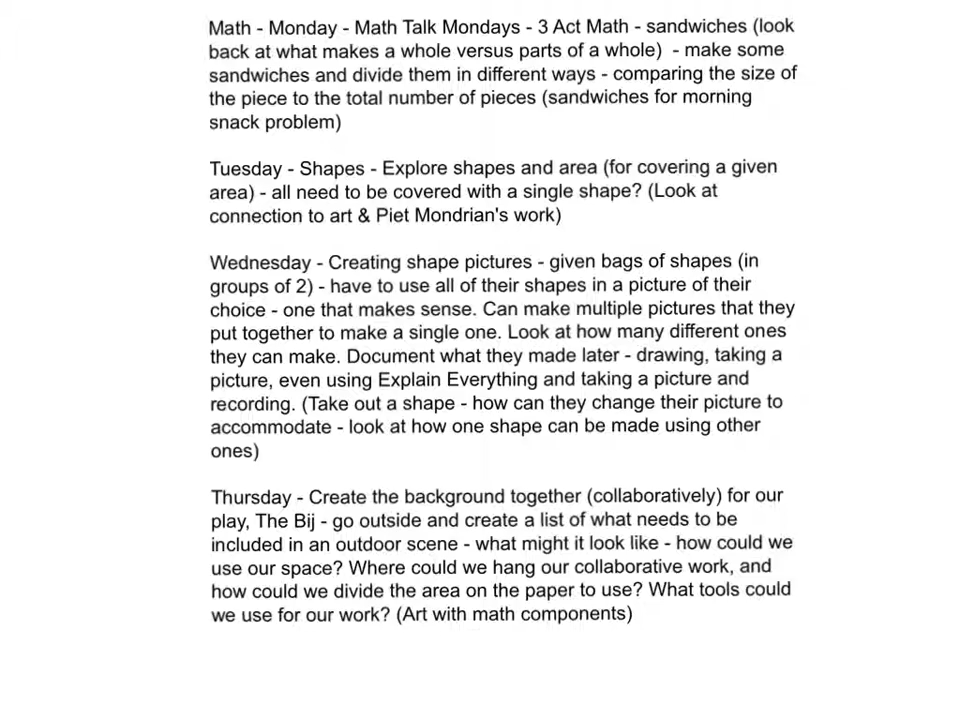 Math - Monday - Math Talk Mondays - 3 Act Math - sandwiches (look
back at what makes a whole versus parts of a whole)  - make some
sandwiches and divide them in different ways - comparing the size of
the piece to the total number of pieces (sandwiches for morning
snack problem)

Tuesday - Shapes - Explore shapes and area (for covering a given
area) - all need to be covered with a single shape? (Look at
connection to art & Piet Mondrian's work)

Wednesday - Creating shape pictures - given bags of shapes (in
groups of 2) - have to use all of their shapes in a picture of their
choice - one that makes sense. Can make multiple pictures that they
put together to make a single one. Look at how many different ones
they can make. Document what they made later - drawing, taking a
picture, even using Explain Everything and taking a picture and
recording. (Take out a shape - how can they change their picture to
accommodate - look at how one shape can be made using other
ones)

Thursday - Create the background together (collaboratively) for our
play, The Bij - go outside and create a list of what needs to be
included in an outdoor scene - what might it look like - how could we
use our space? Where could we hang our collaborative work, and
how could we divide the area on the paper to use? What tools could
we use for our work? (Art with math components)